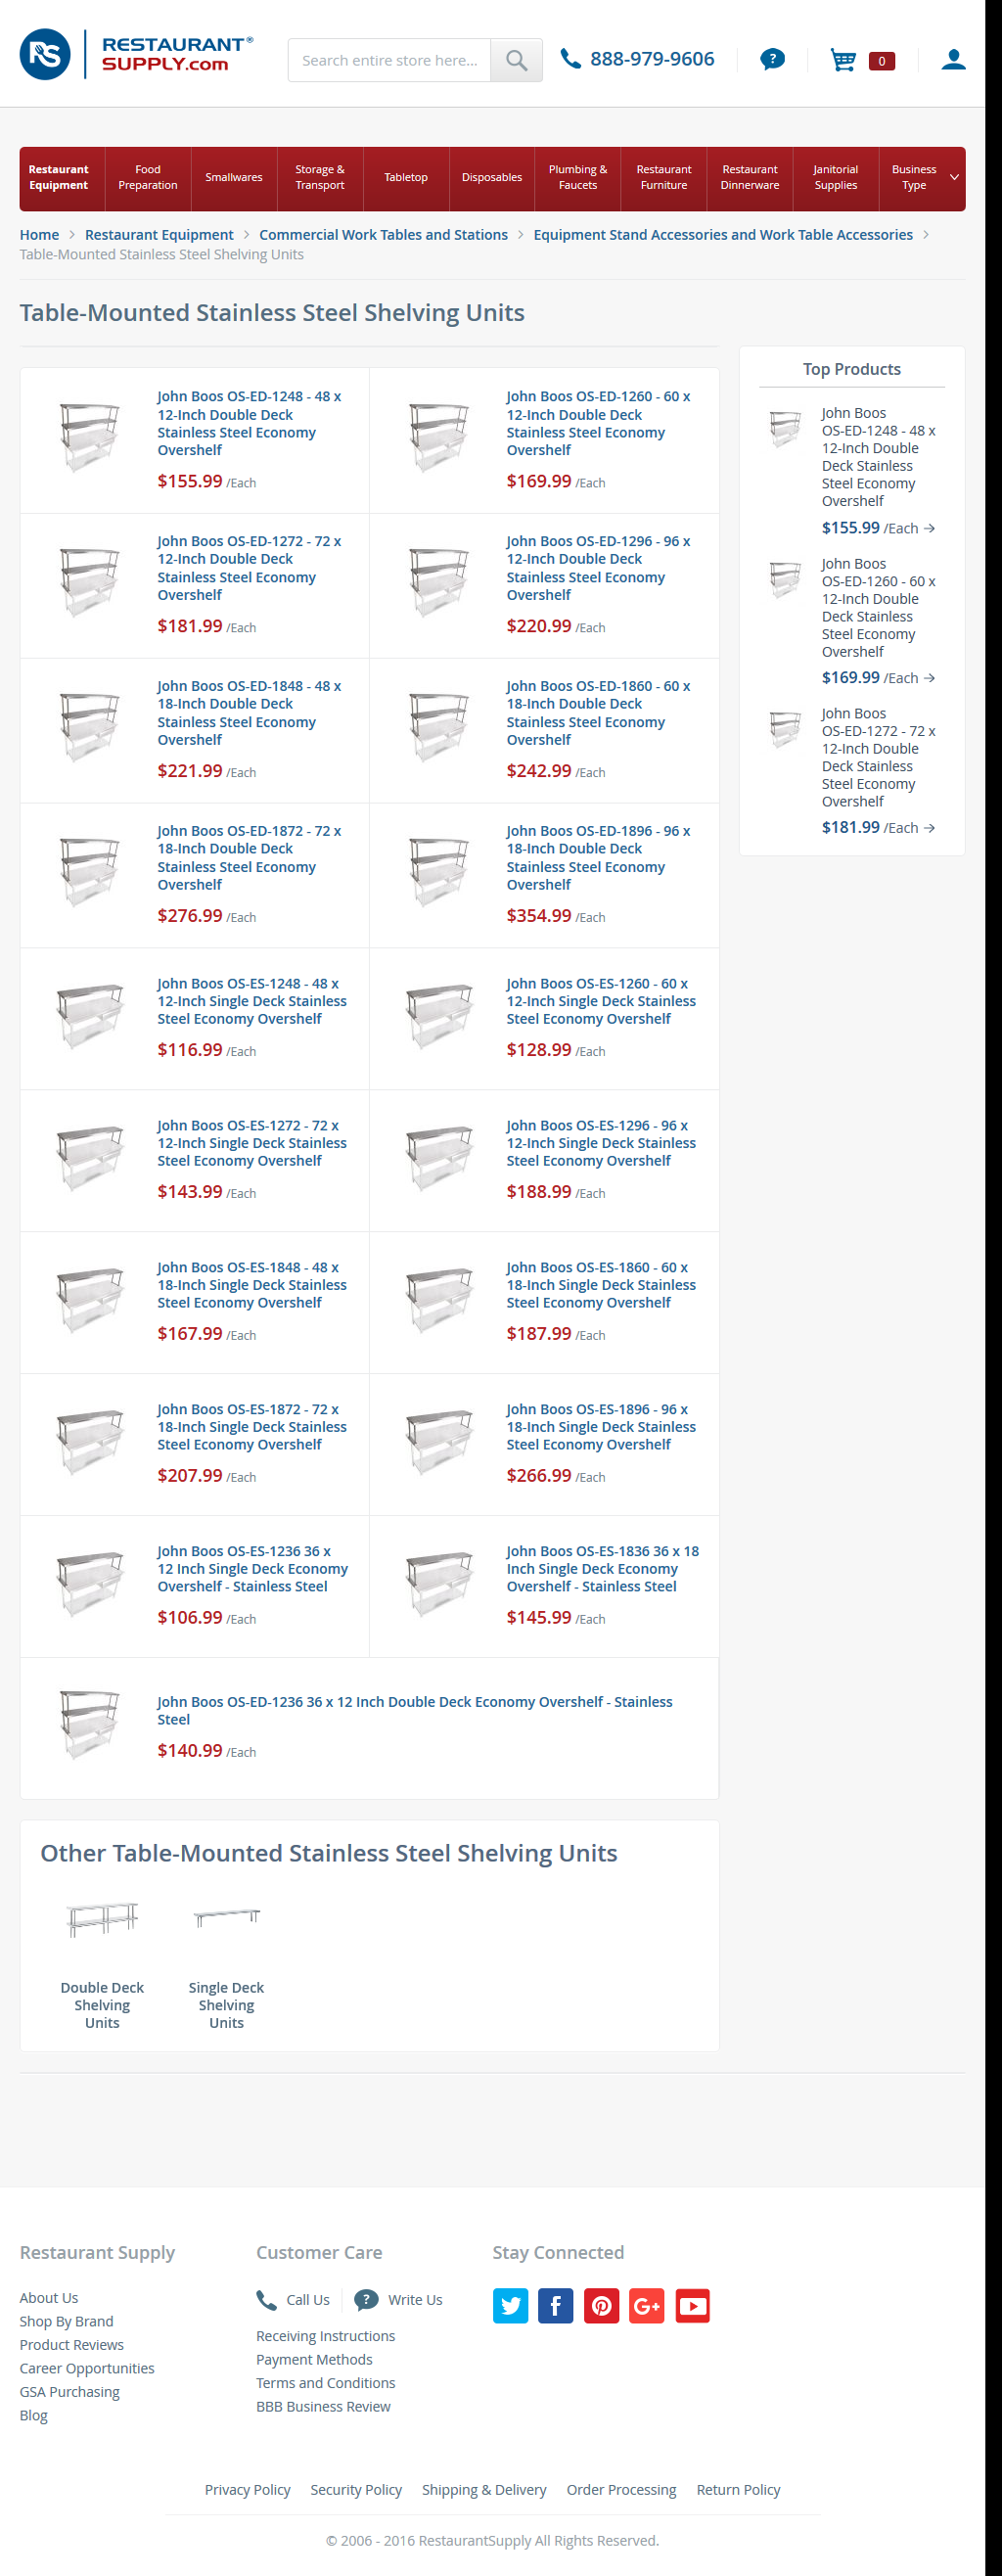 RS
RESTAURANT®
SUPPLY.com
Search entire store here...
888-979-9606
?
0
Restaurant
Equipment
Food
Preparation
Smallwares
Storage &
Transport
Tabletop
Disposables
Plumbing &
Faucets
Restaurant
Furniture
Restaurant
Dinnerware
Janitorial
Supplies
Business
Type
Home > Restaurant Equipment > Commercial Work Tables and Stations > Equipment Stand Accessories and Work Table Accessories >
Table-Mounted Stainless Steel Shelving Units
Table-Mounted Stainless Steel Shelving Units
John Boos OS-ED-1248 - 48 x
12-Inch Double Deck
Stainless Steel Economy
Overshelf
$155.99 /Each
John Boos OS-ED-1260 - 60 x
12-Inch Double Deck
Stainless Steel Economy
Overshelf
$169.99 /Each
John Boos OS-ED-1272 - 72 x
12-Inch Double Deck
Stainless Steel Economy
Overshelf
$181.99 /Each
John Boos OS-ED-1296 - 96 x
12-Inch Double Deck
Stainless Steel Economy
Overshelf
$220.99 /Each
John Boos OS-ED-1848 - 48 x
18-Inch Double Deck
Stainless Steel Economy
Overshelf
$221.99 /Each
John Boos OS-ED-1860 - 60 x
18-Inch Double Deck
Stainless Steel Economy
Overshelf
$242.99 /Each
John Boos OS-ED-1872 - 72 x
18-Inch Double Deck
Stainless Steel Economy
Overshelf
$276.99 /Each
John Boos OS-ED-1896 - 96 x
18-Inch Double Deck
Stainless Steel Economy
Overshelf
$354.99 /Each
John Boos OS-ES-1248 - 48 x
12-Inch Single Deck Stainless
Steel Economy Overshelf
$116.99 /Each
John Boos OS-ES-1260 - 60 x
12-Inch Single Deck Stainless
Steel Economy Overshelf
$128.99 /Each
John Boos OS-ES-1272 - 72 x
12-Inch Single Deck Stainless
Steel Economy Overshelf
$143.99 /Each
John Boos OS-ES-1296 - 96 x
12-Inch Single Deck Stainless
Steel Economy Overshelf
$188.99 /Each
John Boos OS-ES-1848 - 48 x
18-Inch Single Deck Stainless
Steel Economy Overshelf
$167.99 /Each
John Boos OS-ES-1860 - 60 x
18-Inch Single Deck Stainless
Steel Economy Overshelf
$187.99 /Each
John Boos OS-ES-1872 - 72 x
18-Inch Single Deck Stainless
Steel Economy Overshelf
$207.99 /Each
John Boos OS-ES-1896 - 96 x
18-Inch Single Deck Stainless
Steel Economy Overshelf
$266.99 /Each
John Boos OS-ES-1236 36 x
12 Inch Single Deck Economy
Overshelf - Stainless Steel
$106.99 /Each
John Boos OS-ES-1836 36 x 18
Inch Single Deck Economy
Overshelf - Stainless Steel
$145.99 /Each
John Boos OS-ED-1236 36 x 12 Inch Double Deck Economy Overshelf - Stainless
Steel
$140.99 /Each
Top Products
John Boos
OS-ED-1248 - 48 x
12-Inch Double
Deck Stainless
Steel Economy
Overshelf
$155.99 /Each →
John Boos
OS-ED-1260 - 60 x
12-Inch Double
Deck Stainless
Steel Economy
Overshelf
$169.99 /Each →
John Boos
OS-ED-1272 - 72 x
12-Inch Double
Deck Stainless
Steel Economy
Overshelf
$181.99 /Each →
Other Table-Mounted Stainless Steel Shelving Units
Double Deck
Shelving
Units
Single Deck
Shelving
Units
Restaurant Supply
About Us
Shop By Brand
Product Reviews
Career Opportunities
GSA Purchasing
Blog
Customer Care
Call Us
? Write Us
Receiving Instructions
Payment Methods
Terms and Conditions
BBB Business Review
Stay Connected
f
G+
Privacy Policy Security Policy Shipping & Delivery Order Processing Return Policy
© 2006 - 2016 RestaurantSupply All Rights Reserved.